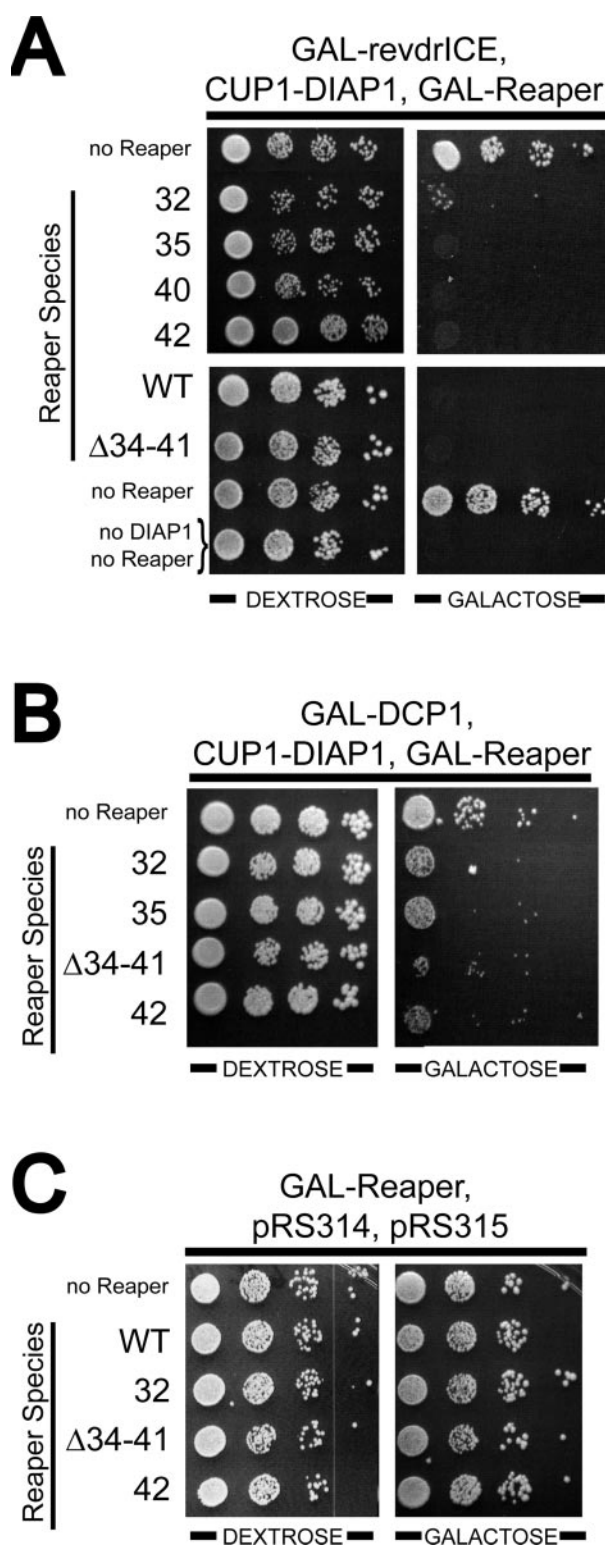 A
GAL-revdrICE,
CUP1-DIAP1, GAL-Reaper
no Reaper
Reaper Species
32
35
40
42
WT
Δ34-41
no Reaper
no DIAP1
no Reaper
DEXTROSE
GALACTOSE
B
GAL-DCP1,
CUP1-DIAP1, GAL-Reaper
no Reaper
Reaper Species
32
35
Δ34-41
42
DEXTROSE
GALACTOSE
C
GAL-Reaper,
pRS314, pRS315
no Reaper
Reaper Species
WT
32
Δ34-41
42
DEXTROSE
GALACTOSE